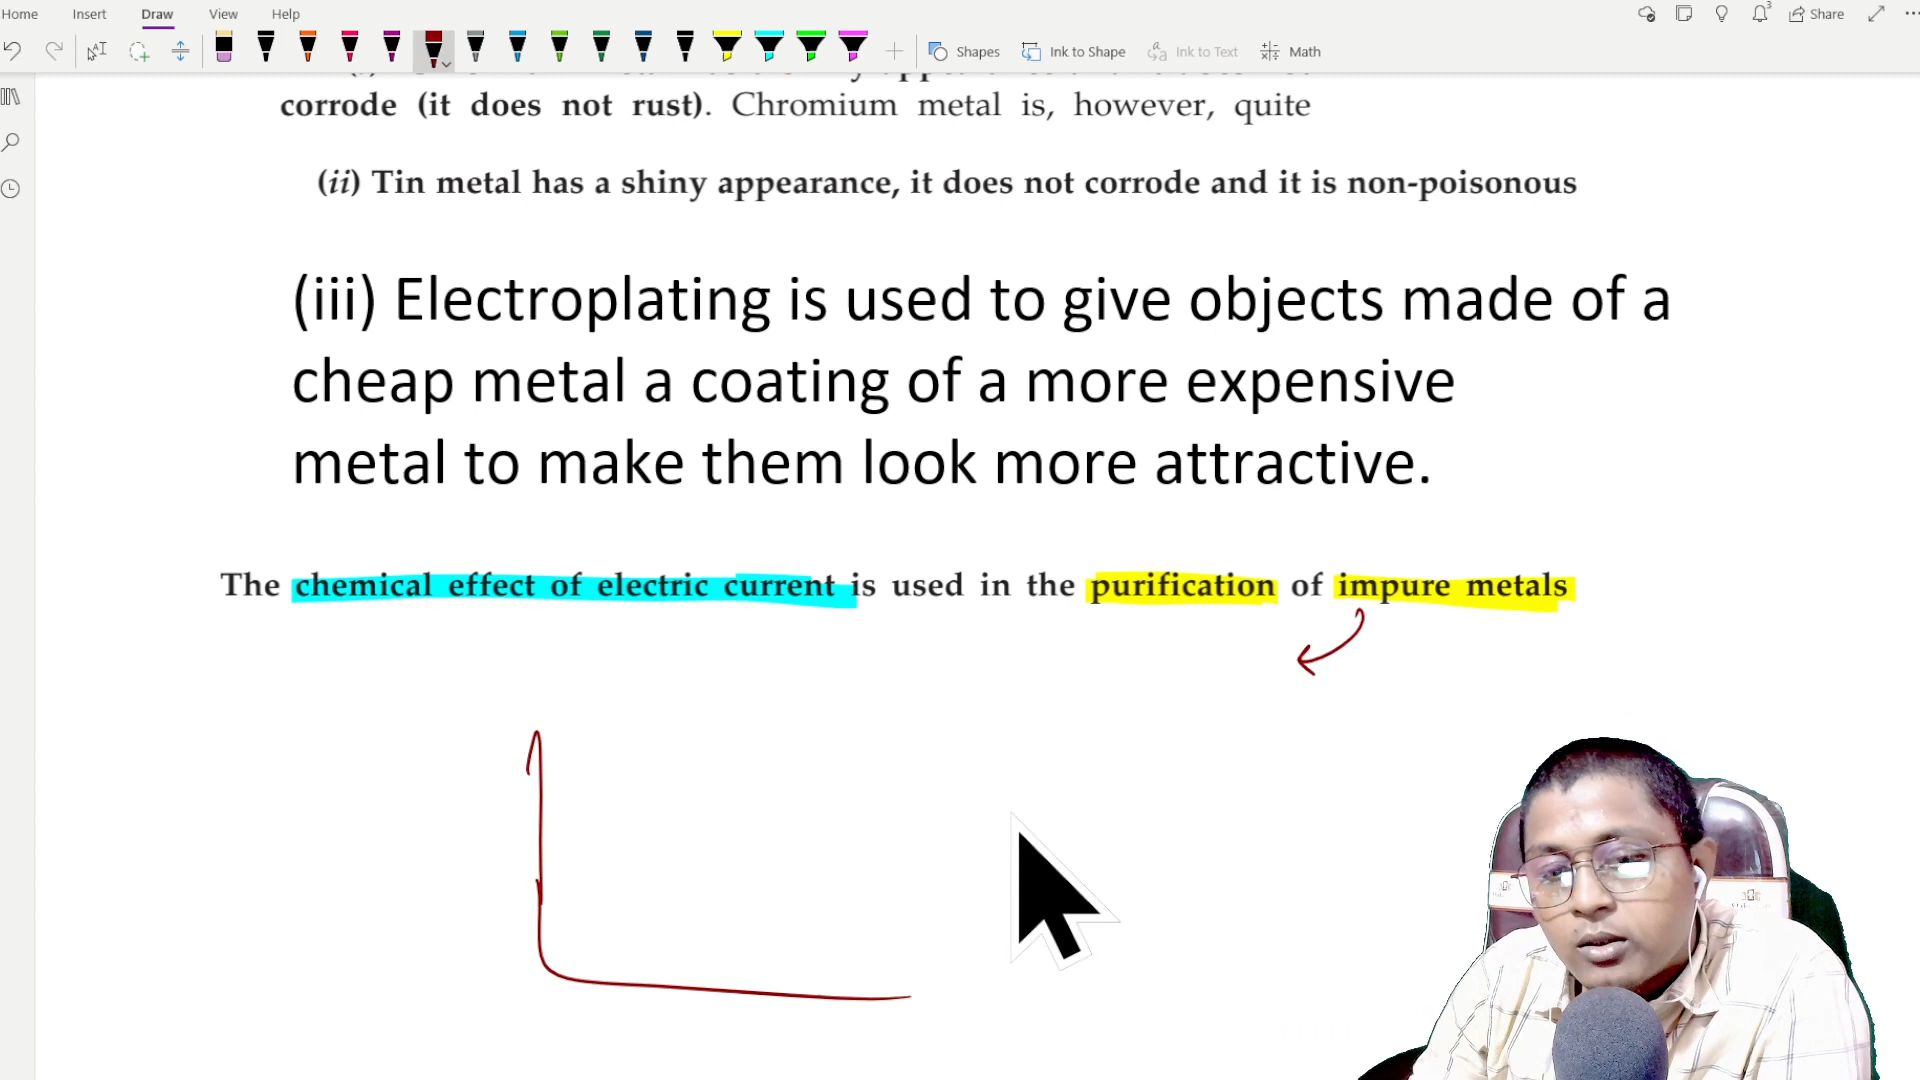 Home Insert Draw View Help
3 Share
Shapes Ink to Shape Ink to Text Math
corrode (it does not rust). Chromium metal is, however, quite
(ii) Tin metal has a shiny appearance, it does not corrode and it is non-poisonous
(iii) Electroplating is used to give objects made of a
cheap metal a coating of a more expensive
metal to make them look more attractive.
The chemical effect of electric current is used in the purification of impure metals